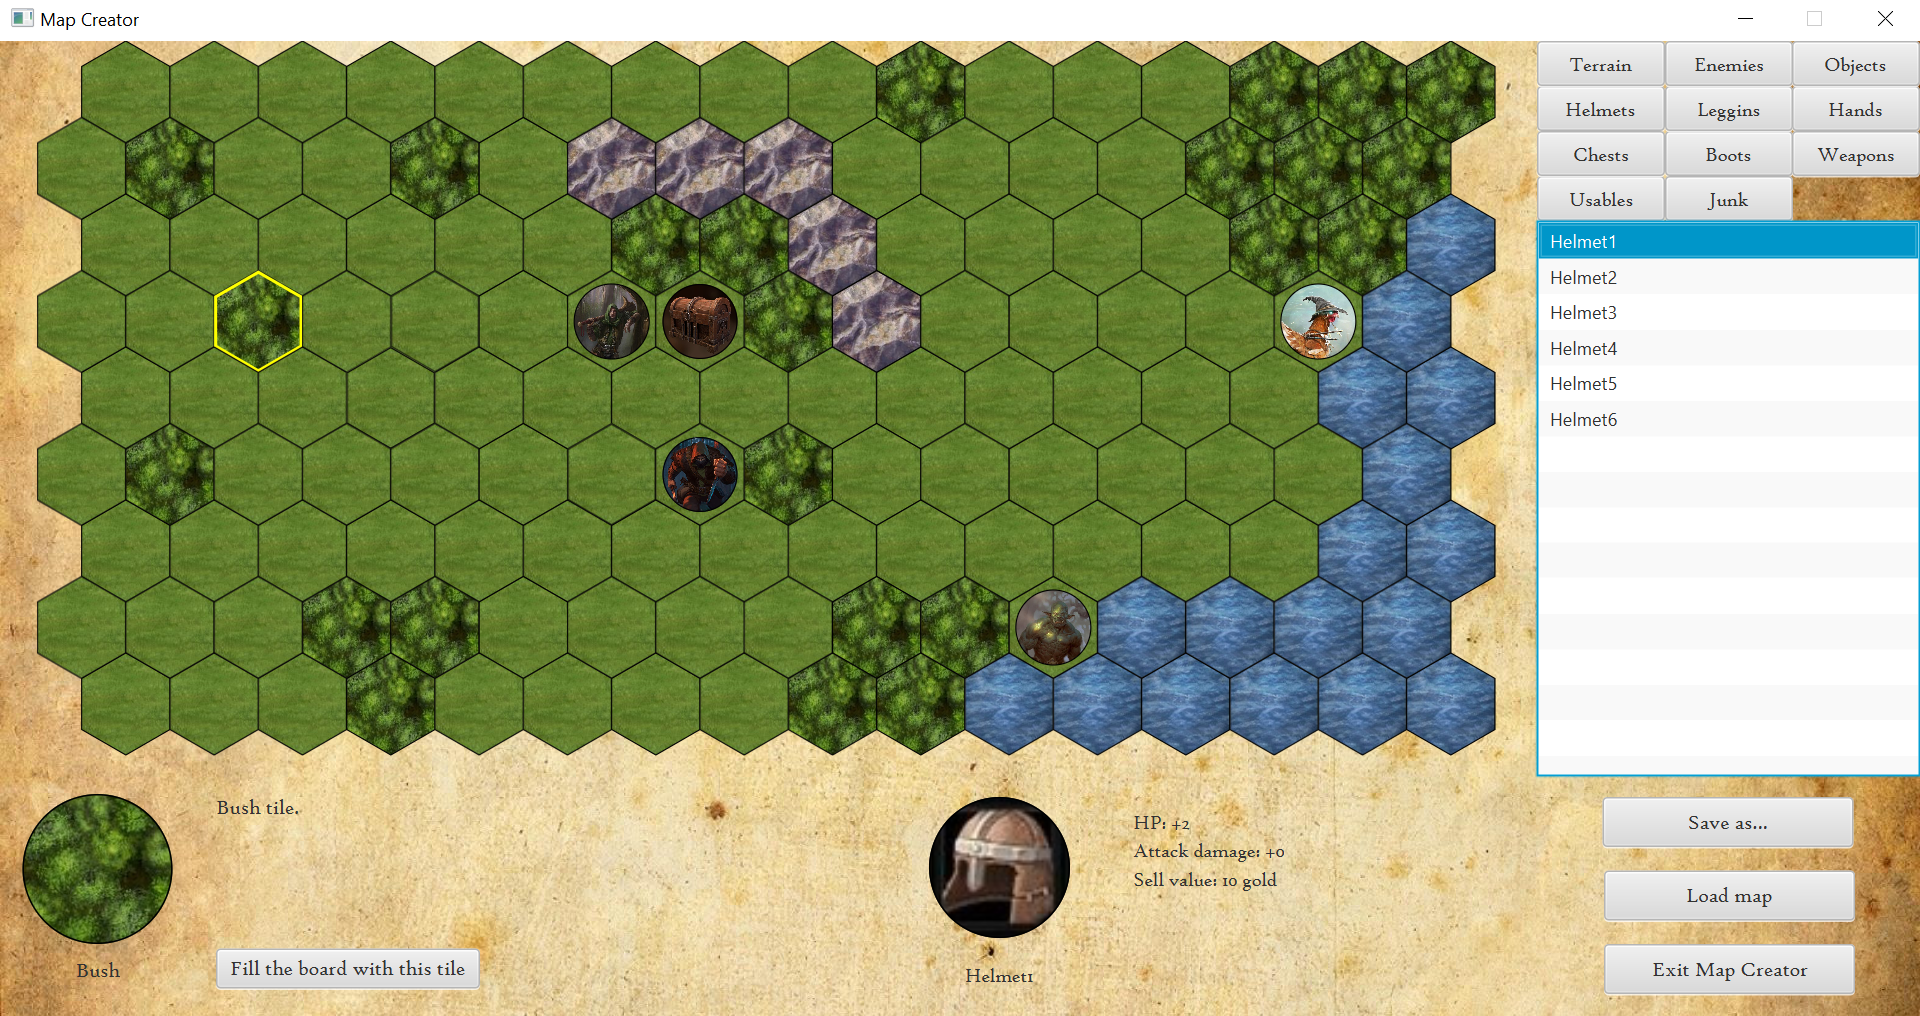 Map Creator
Terrain Enemies Objects
Helmets Leggins Hands
Chests Boots Weapons
Usables Junk
Helmet1
Helmet2
Helmet3
Helmet4
Helmet5
Helmet6
Bush tile.
Bush
Fill the board with this tile
HP: +2
Attack damage: +0
Sell value: 10 gold
Helmet1
Save as...
Load map
Exit Map Creator